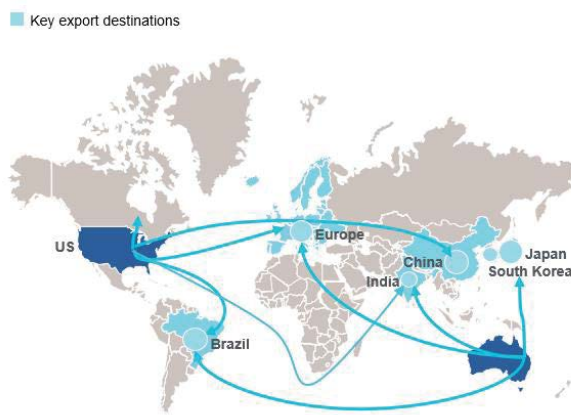 Key export destinations
US
Europe
China
Japan
South Korea
India
Brazil